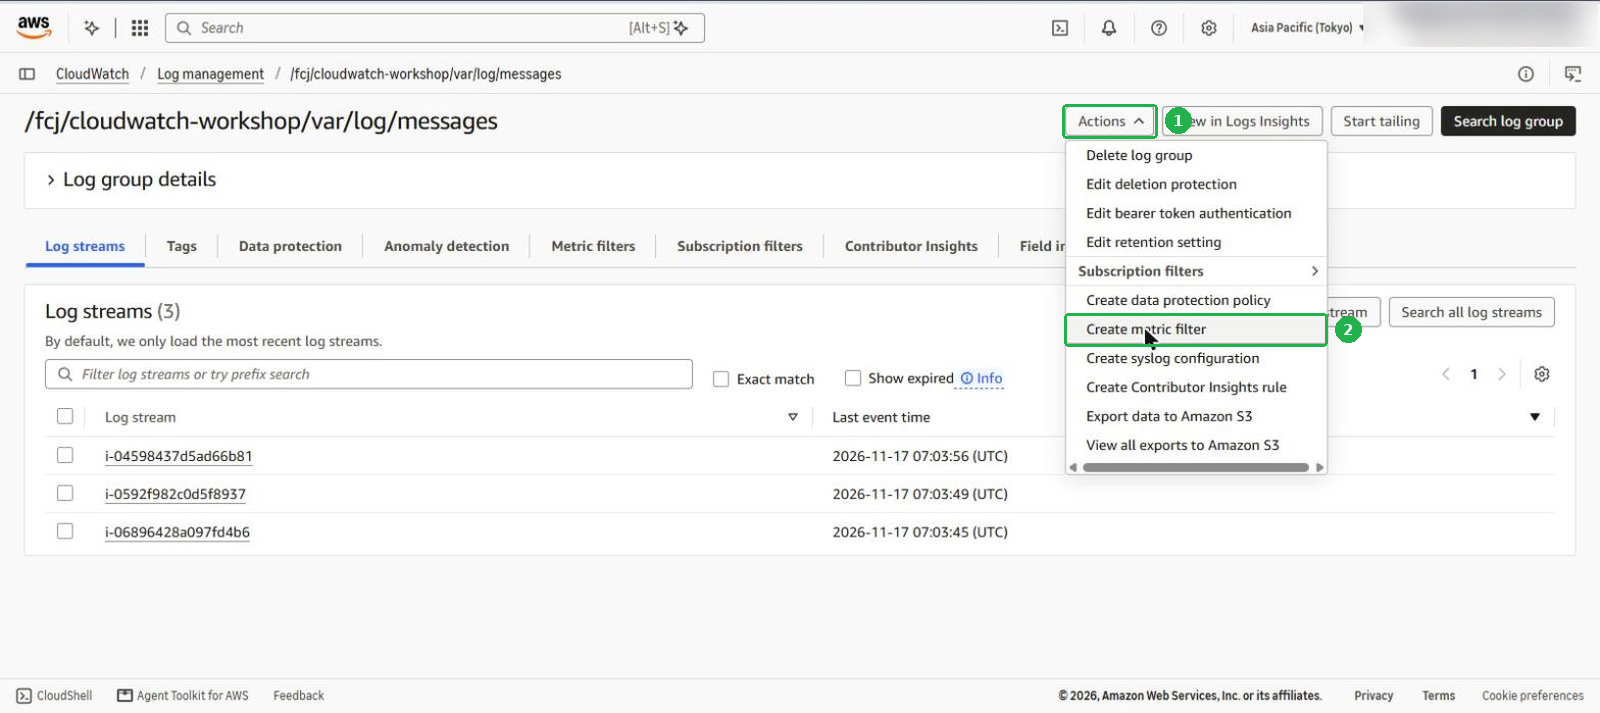 aws
Search [Alt+S]
Asia Pacific (Tokyo)
CloudWatch / Log management / /fcj/cloudwatch-workshop/var/log/messages
/fcj/cloudwatch-workshop/var/log/messages
Actions 1 in Logs Insights Start tailing Search log group
Delete log group
Log group details
Edit deletion protection
Edit bearer token authentication
Edit retention setting
Log streams Tags Data protection Anomaly detection Metric filters Subscription filters Contributor Insights Field
Subscription filters
Create data protection policy
Log streams (3) Search all log streams
Create metric filter 2
By default, we only load the most recent log streams.
Create syslog configuration
Filter log streams or try prefix search Exact match Show expired Info 1
Create Contributor Insights rule
Log stream Last event time
Export data to Amazon S3
View all exports to Amazon S3
i-04598437d5ad66b81 2026-11-17 07:03:56 (UTC)
i-0592f982c0d5f8937 2026-11-17 07:03:49 (UTC)
i-06896428a097fd4b6 2026-11-17 07:03:45 (UTC)
CloudShell Agent Toolkit for AWS Feedback © 2026, Amazon Web Services, Inc. or its affiliates. Privacy Terms Cookie preferences